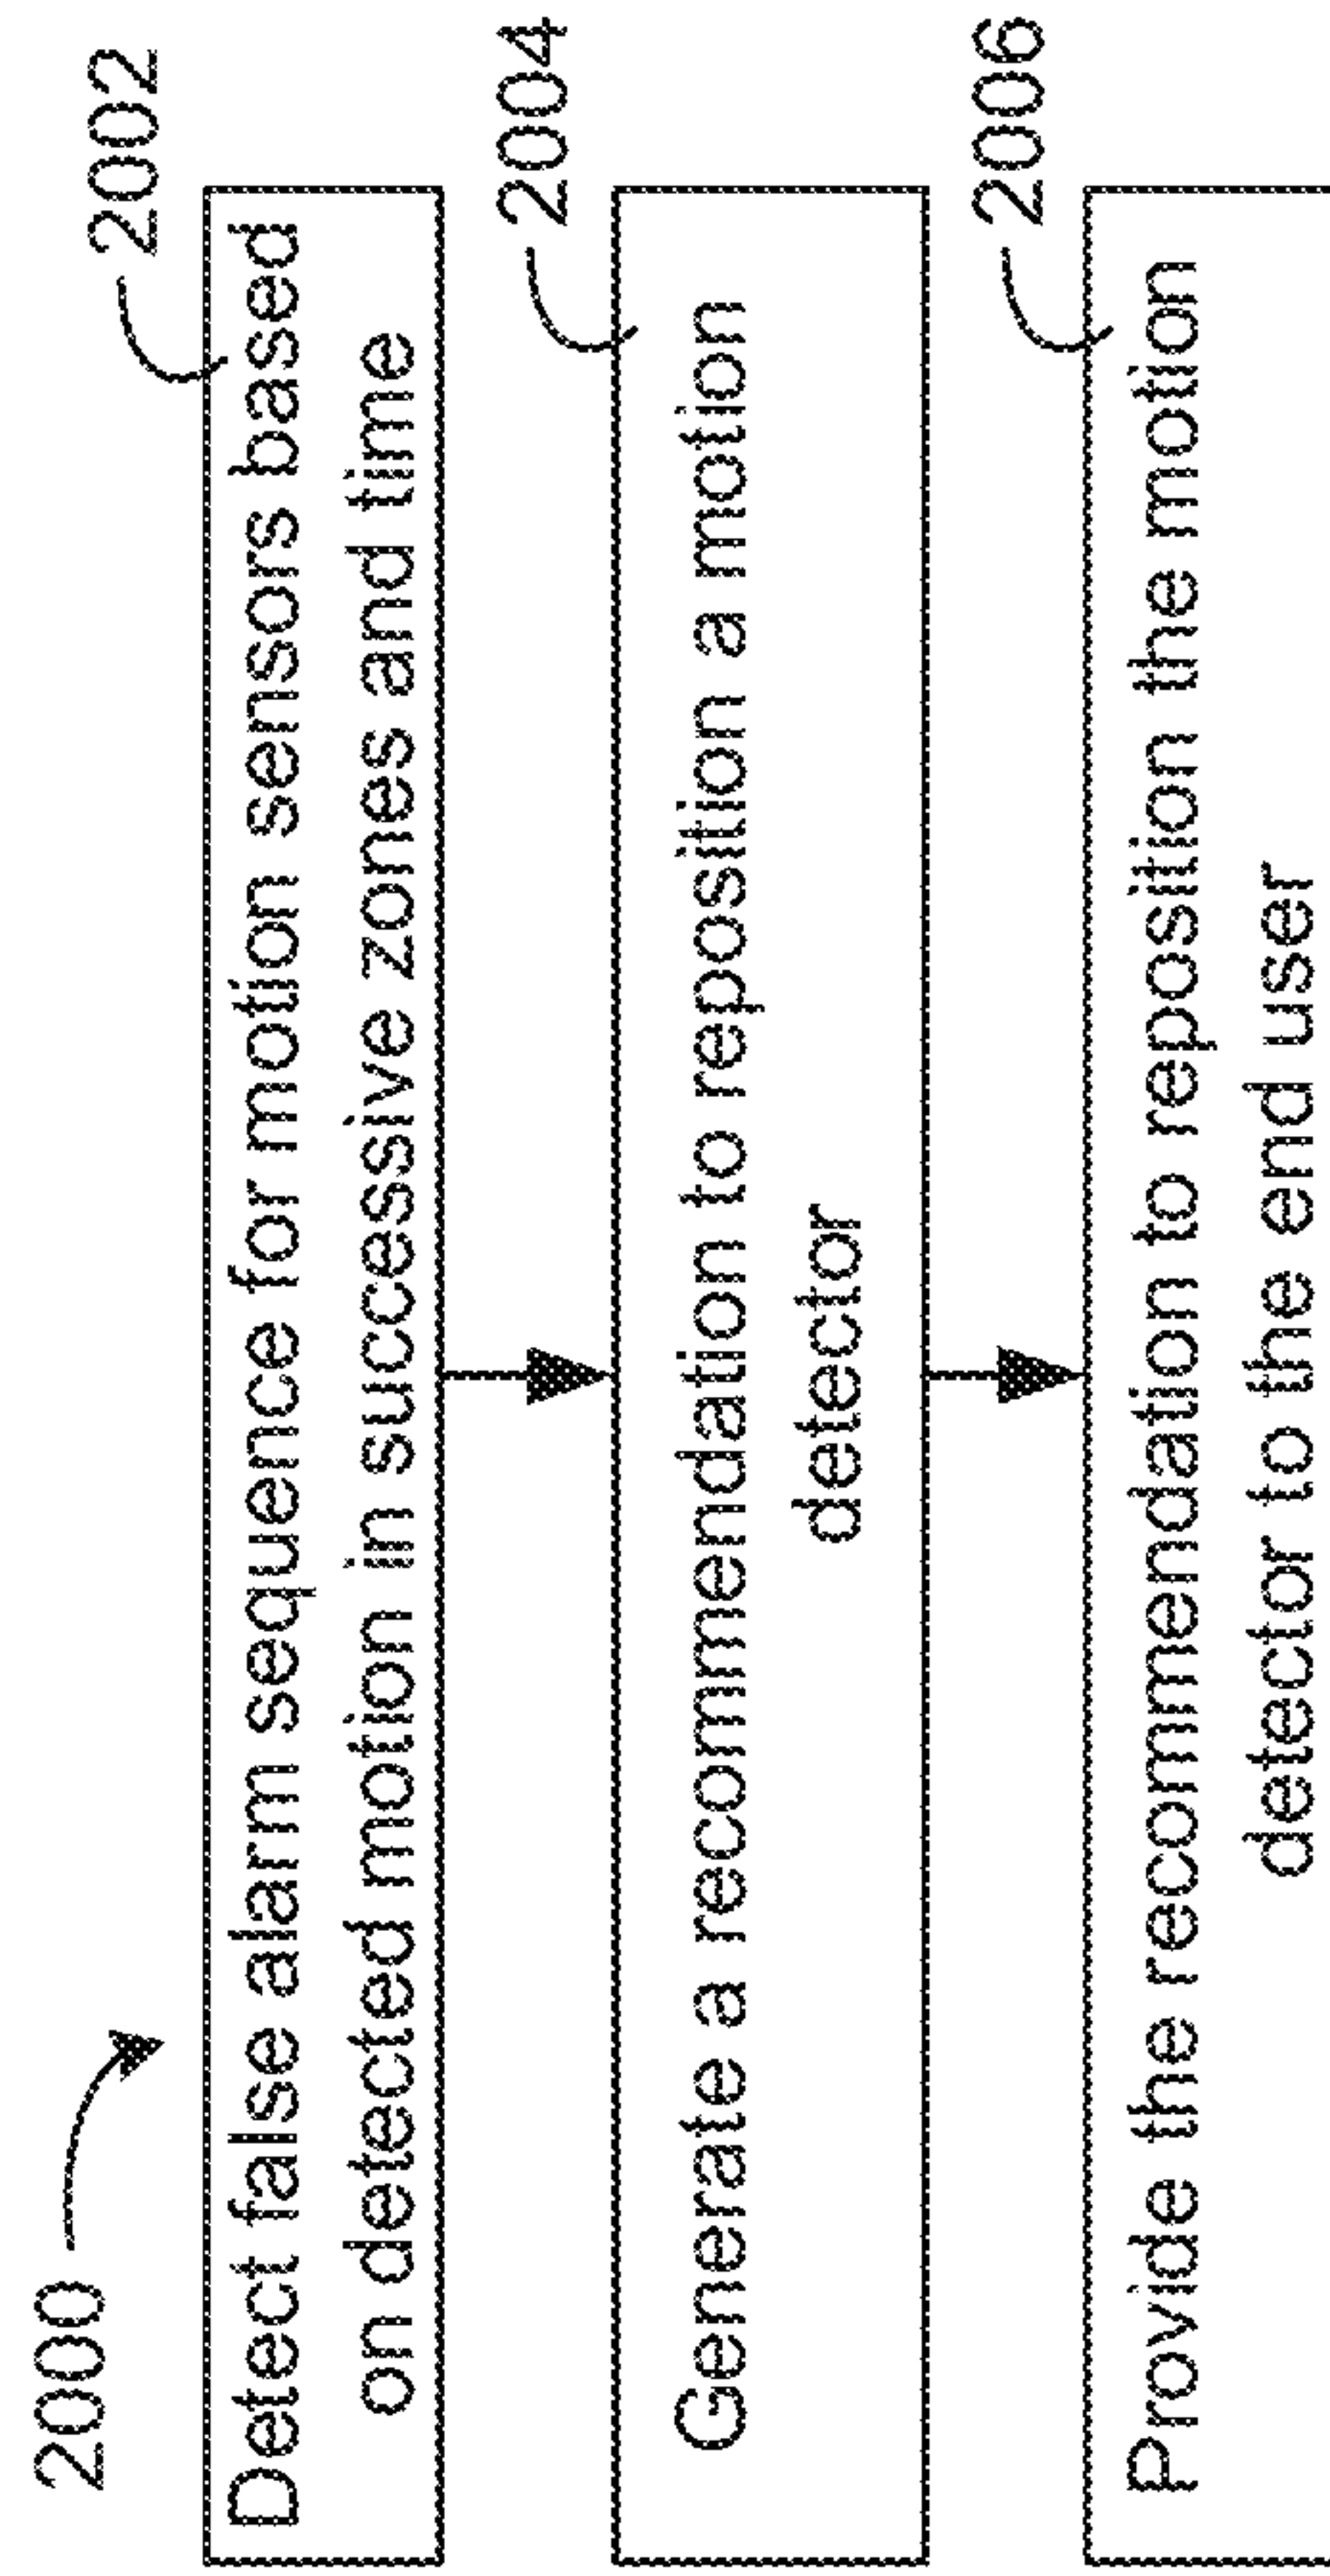 2000
2002
Detect false alarm sequence for motion sensors based
on detected motion in successive zones and time
2004
Generate a recommendation to reposition a motion
detector
2006
Provide the recommendation to reposition the motion
detector to the end user